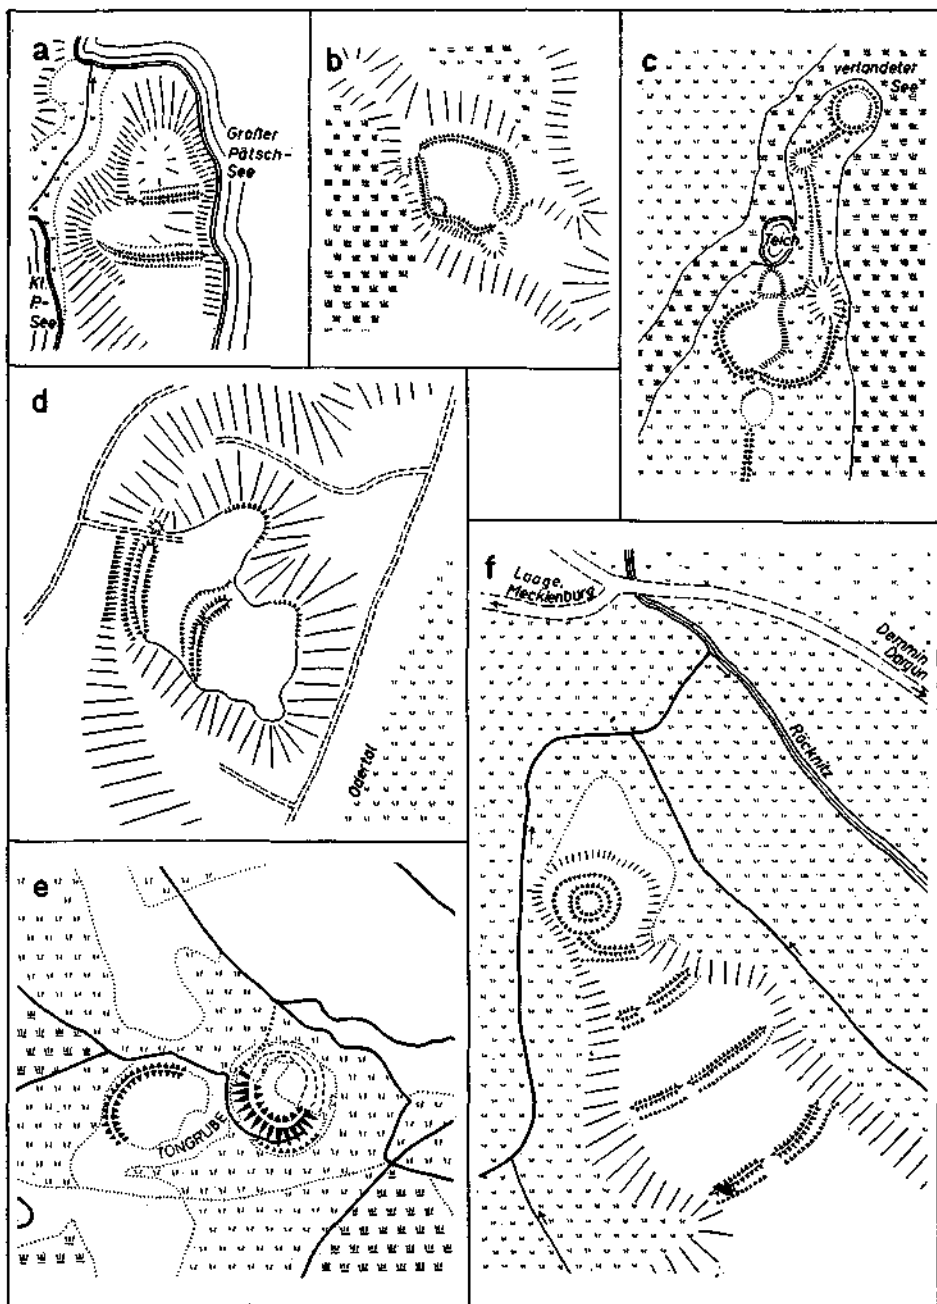 a
Großer
Pätsch-
See
Kl.
P.-
See
b
c
verlandeter
See
Teich
d
Odertal
e
TONGRUBE
f
Laage,
Mecklenburg
Demmin
Dargun
Röcknitz